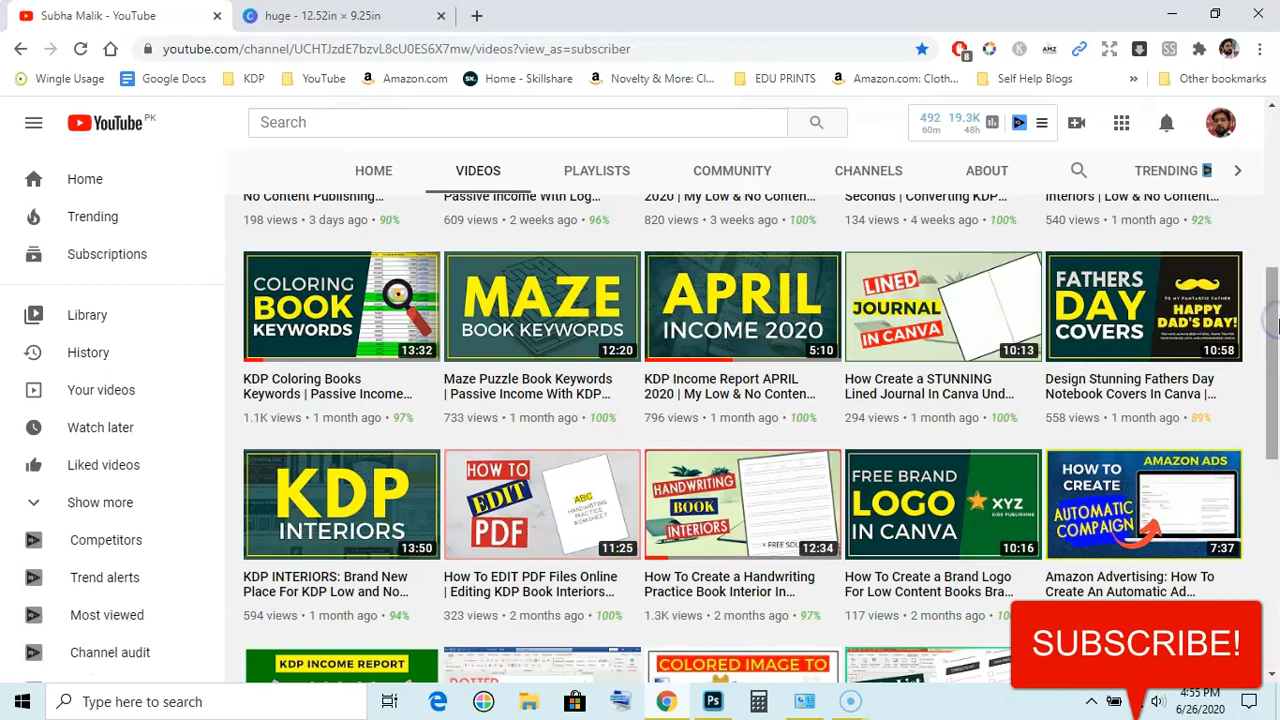 Subha Malik - YouTube
huge - 12.52in × 9.25in
youtube.com/channel/UCHTJzdE7bzvL8cU0ES6X7mw/videos?view_as=subscriber
8
AMZ
Wingle Usage
Google Docs
KDP
YouTube
Amazon.com
SK.
Home - Skillshare
Novelty & More: Cl...
EDU PRINTS
Amazon.com: Cloth...
Self Help Blogs
»
Other bookmarks
YouTube PK
Search
492
60m
19.3K
48h
HOME
VIDEOS
PLAYLISTS
COMMUNITY
CHANNELS
ABOUT
TRENDING
Home
Trending
Subscriptions
Library
History
Your videos
Watch later
Liked videos
Show more
Competitors
Trend alerts
Most viewed
Channel audit
No Content Publishing...
198 views • 3 days ago • 90%
Passive Income With Log...
609 views • 2 weeks ago • 96%
2020 | My Low & No Conten...
820 views • 3 weeks ago • 100%
Seconds | Converting KDP...
134 views • 4 weeks ago • 100%
Interiors | Low & No Content...
540 views • 1 month ago • 92%
COLORING
BOOK
KEYWORDS
13:32
MAZE
BOOK KEYWORDS
12:20
APRIL
INCOME 2020
5:10
LINED
JOURNAL
IN CANVA
10:13
FATHERS
DAY
COVERS
TO MY FANTASTIC FATHER
HAPPY
DAD'S DAY!
10:58
KDP Coloring Books
Keywords | Passive Income...
1.1K views • 1 month ago • 97%
Maze Puzzle Book Keywords
| Passive Income With KDP...
733 views • 1 month ago • 100%
KDP Income Report APRIL
2020 | My Low & No Conten...
796 views • 1 month ago • 100%
How Create a STUNNING
Lined Journal In Canva Und...
294 views • 1 month ago • 100%
Design Stunning Fathers Day
Notebook Covers In Canva |...
558 views • 1 month ago • 89%
KDP
INTERIORS
13:50
HOW TO
EDIT
PDF
ABC
HANDWRITING
PRACTICE
WORKSHEET
11:25
HANDWRITING
BOOK
INTERIORS
12:34
FREE BRAND
LOGO
IN CANVA
XYZ
KIDS PUBLISHING
10:16
AMAZON ADS
HOW TO
CREATE
AUTOMATIC
COMPAIGN
7:37
KDP INTERIORS: Brand New
Place For KDP Low and No...
594 views • 1 month ago • 94%
How To EDIT PDF Files Online
| Editing KDP Book Interiors...
323 views • 2 months ago • 100%
How To Create a Handwriting
Practice Book Interior In...
1.3K views • 2 months ago • 97%
How To Create a Brand Logo
For Low Content Books Bra...
117 views • 2 months ago
Amazon Advertising: How To
Create An Automatic Ad...
KDP INCOME REPORT
COLORED IMAGE TO
SUBSCRIBE!
Type here to search
4:55 PM
6/26/2020